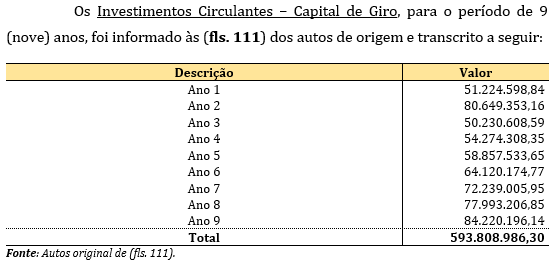 Os Investimentos Circulantes – Capital de Giro, para o período de 9
(nove) anos, foi informado às (fls. 111) dos autos de origem e transcrito a seguir:
Descrição Valor
Ano 1 51.224.598,84
Ano 2 80.649.353,16
Ano 3 50.230.608,59
Ano 4 54.274.308,35
Ano 5 58.857.533,65
Ano 6 64.120.174,77
Ano 7 72.239.005,95
Ano 8 77.993.206,85
Ano 9 84.220.196,14
Total 593.808.986,30
Fonte: Autos original de (fls. 111).